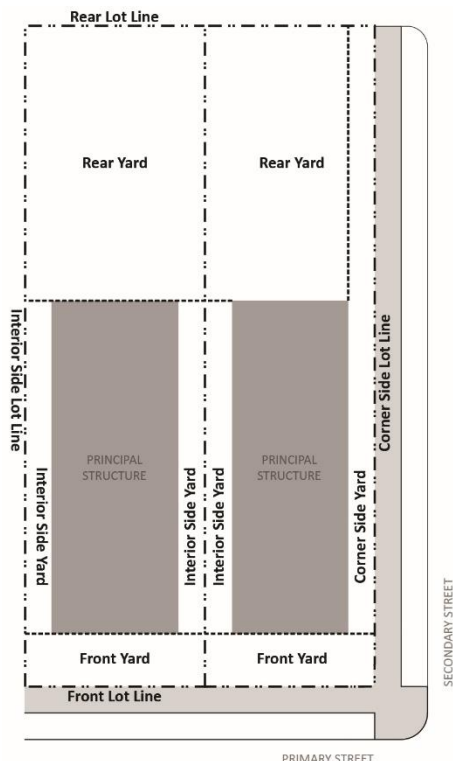 Rear Lot Line
Rear Yard
Rear Yard
Interior Side Lot Line
Corner Side Lot Line
PRINCIPAL
STRUCTURE
PRINCIPAL
STRUCTURE
Interior Side Yard
Interior Side Yard
Interior Side Yard
Corner Side Yard
SECONDARY STREET
Front Yard
Front Yard
Front Lot Line
PRIMARY STREET